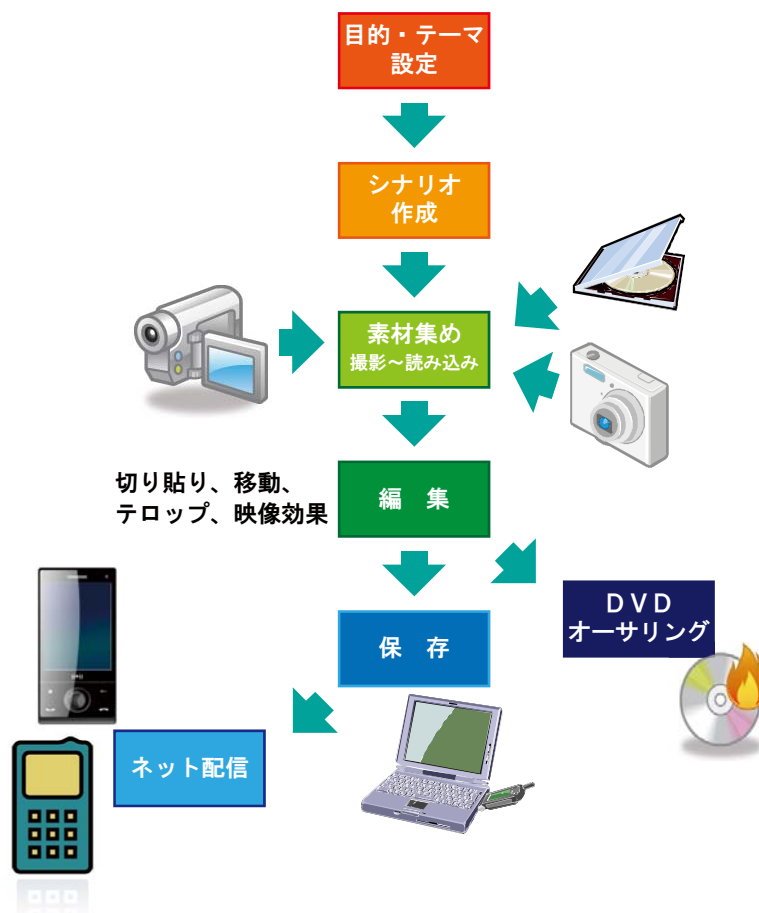 目的・テーマ
設定
シナリオ
作成
素材集め
撮影～読み込み
切り貼り、移動、
テロップ、映像効果
編　集
ＤＶＤ
オーサリング
保　存
ネット配信